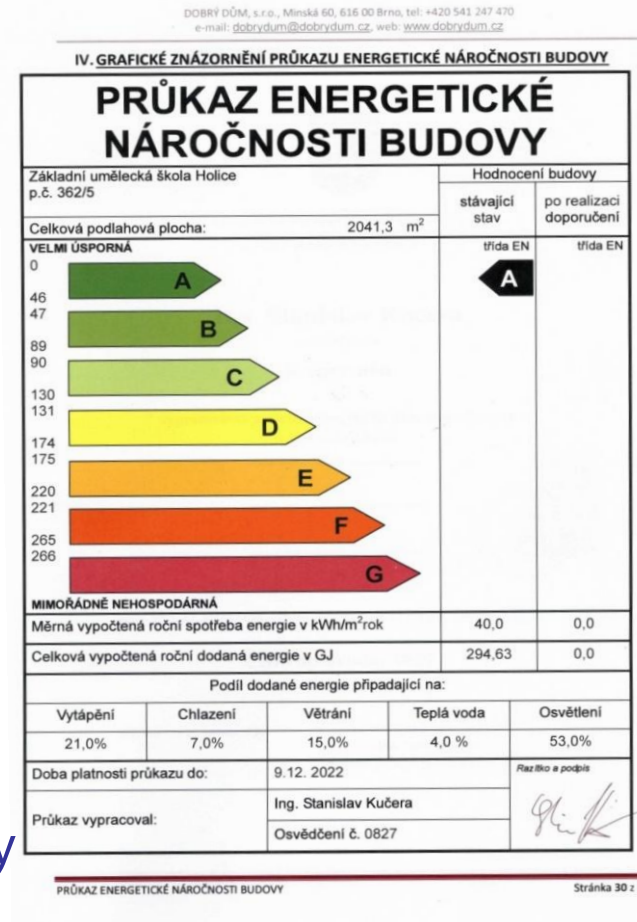 DOBRÝ DŮM, s.r.o., Minská 60, 616 00 Brno, tel: +420 541 247 470
e-mail: dobrydum@dobrydum.cz, web: www.dobrydum.cz
IV. GRAFICKÉ ZNÁZORNĚNÍ PRŮKAZU ENERGETICKÉ NÁROČNOSTI BUDOVY
PRŮKAZ ENERGETICKÉ
NÁROČNOSTI BUDOVY
Základní umělecká škola Holice
p.č. 362/5
Hodnocení budovy
stávající
stav
po realizaci
doporučení
Celková podlahová plocha: 2041,3 m²
VELMI ÚSPORNÁ
třída EN
třída EN
0
A
A
46
47
B
89
90
C
130
131
D
174
175
E
220
221
F
265
266
G
MIMOŘÁDNĚ NEHOSPODÁRNÁ
Měrná vypočtená roční spotřeba energie v kWh/m²rok 40,0 0,0
Celková vypočtená roční dodaná energie v GJ 294,63 0,0
Podíl dodané energie připadající na:
Vytápění Chlazení Větrání Teplá voda Osvětlení
21,0% 7,0% 15,0% 4,0 % 53,0%
Doba platnosti průkazu do: 9.12. 2022
Razítko a podpis
Průkaz vypracoval:
Ing. Stanislav Kučera
Osvědčení č. 0827
y
PRŮKAZ ENERGETICKÉ NÁROČNOSTI BUDOVY
Stránka 30 z